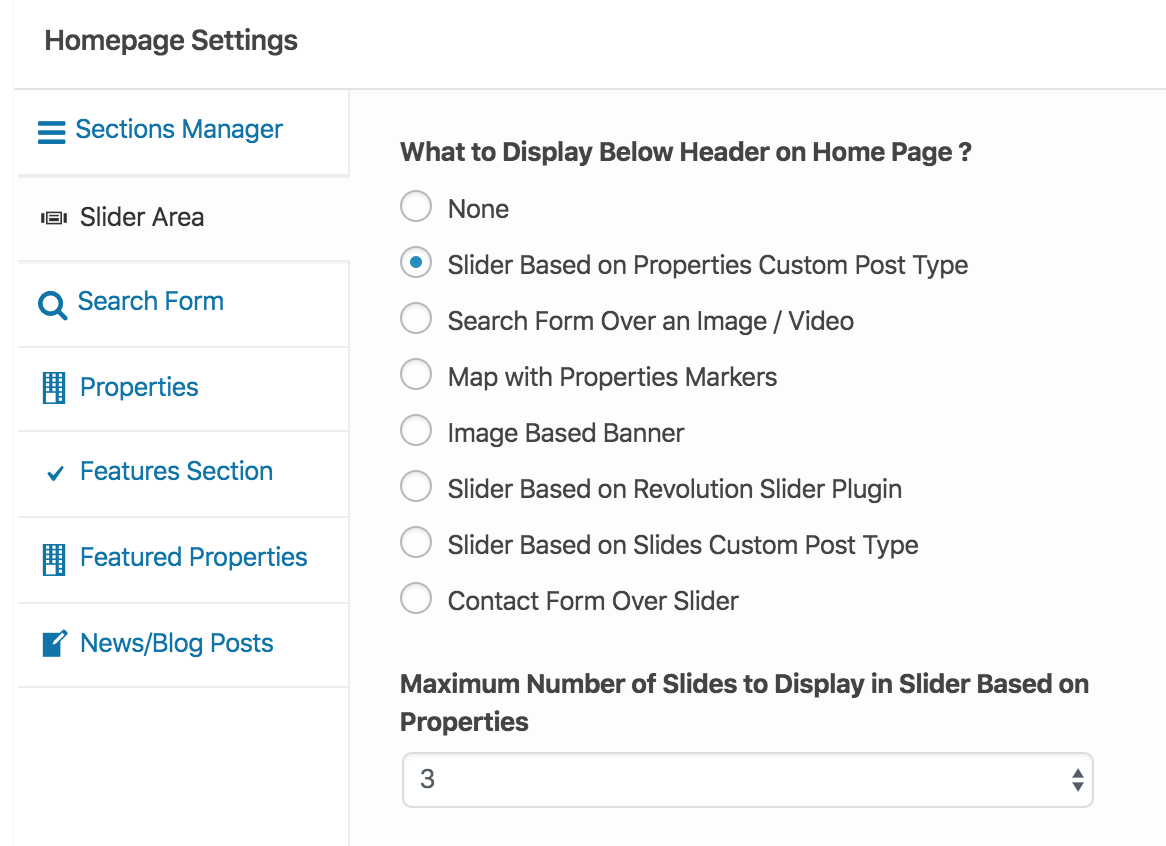 Homepage Settings
Sections Manager
Slider Area
Search Form
Properties
Features Section
Featured Properties
News/Blog Posts
What to Display Below Header on Home Page ?
None
Slider Based on Properties Custom Post Type
Search Form Over an Image / Video
Map with Properties Markers
Image Based Banner
Slider Based on Revolution Slider Plugin
Slider Based on Slides Custom Post Type
Contact Form Over Slider
Maximum Number of Slides to Display in Slider Based on
Properties
3